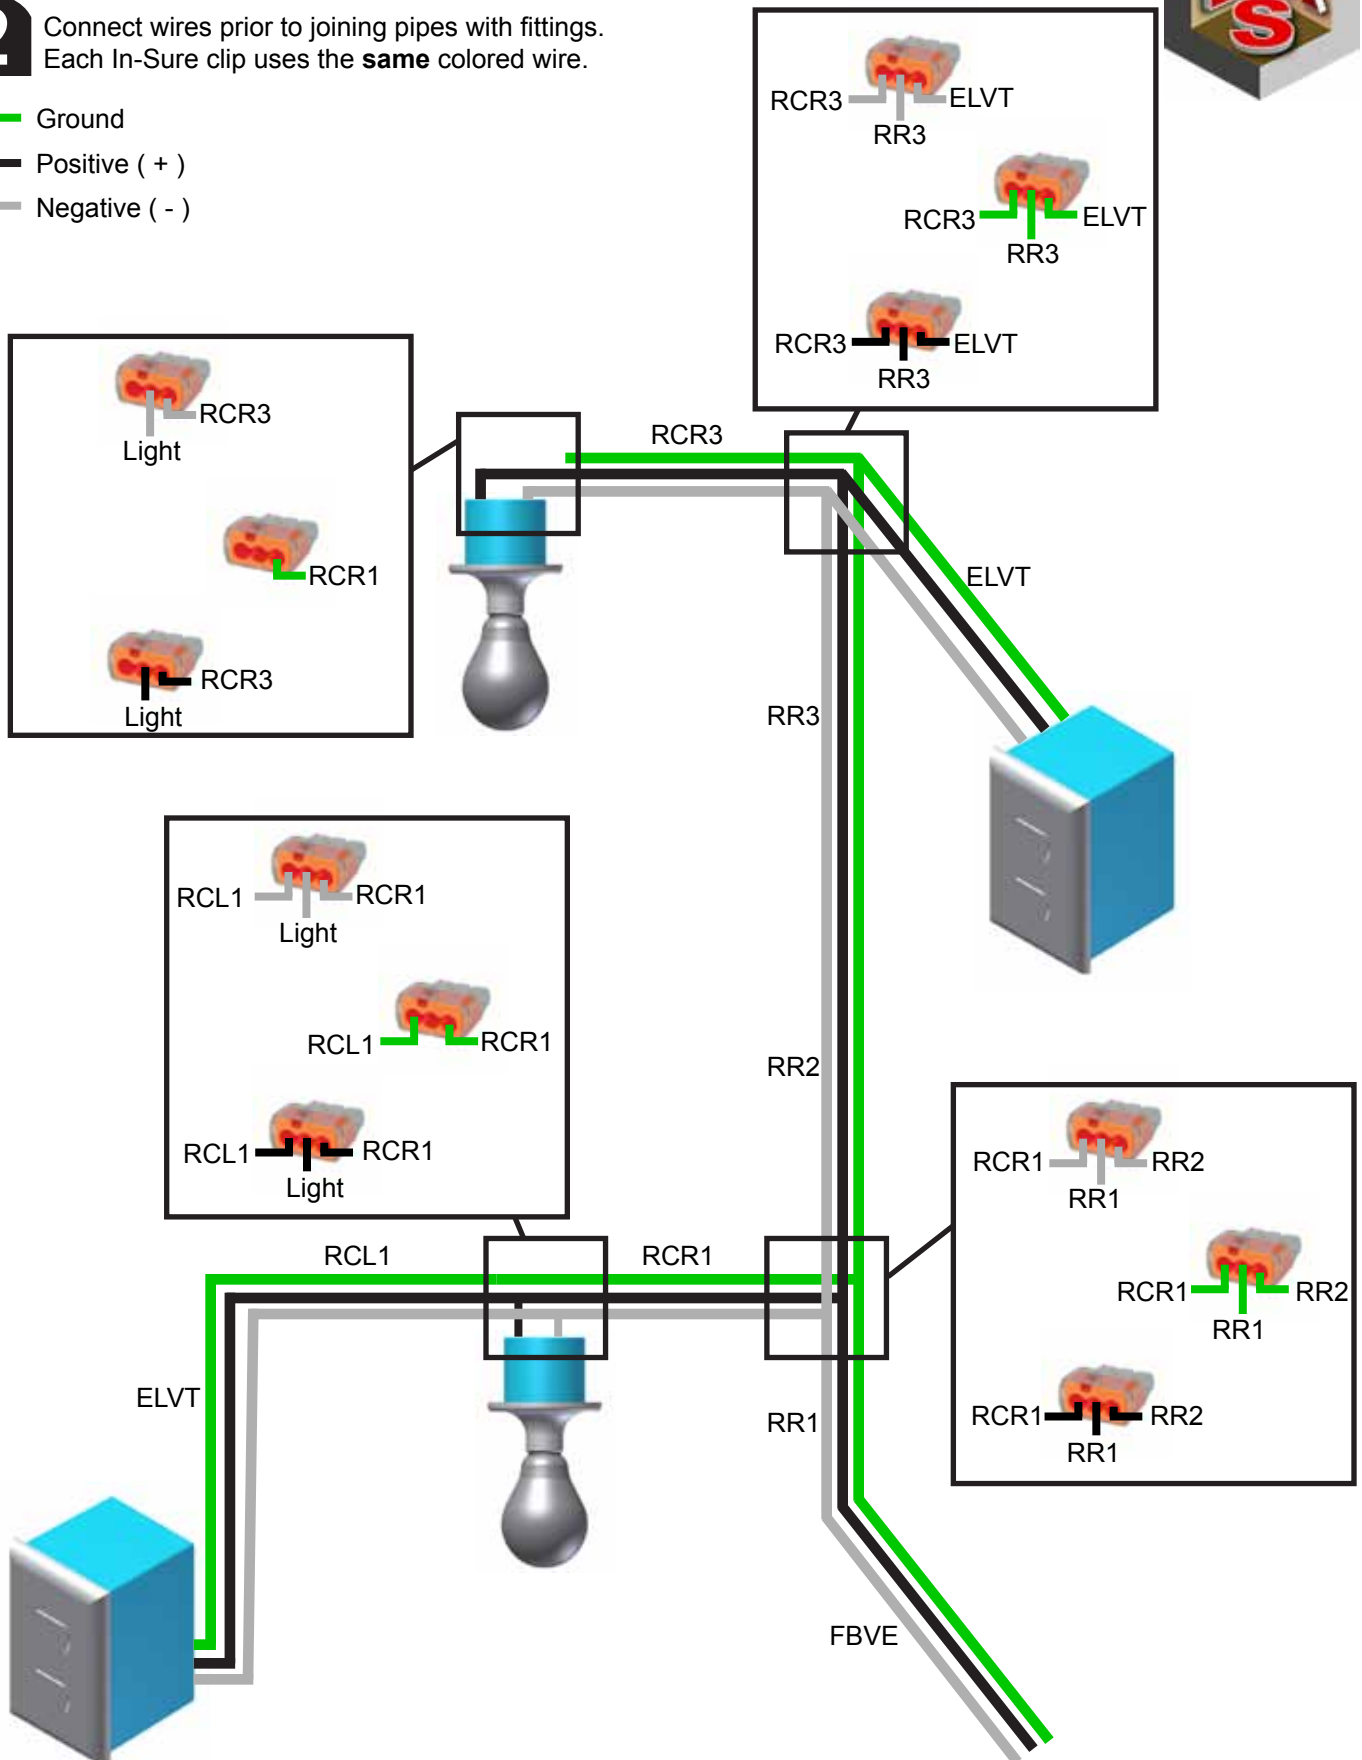 2 Connect wires prior to joining pipes with fittings.
Each In-Sure clip uses the same colored wire.
S
Ground
Positive ( + )
Negative ( - )
RCR3 ELVT
RR3
RCR3 ELVT
RR3
RCR3 ELVT
RR3
RCR3
Light
RCR1
RCR3
Light
RCR3
ELVT
RR3
RCL1 RCR1
Light
RCL1 RCR1
RCL1 RCR1
Light
RR2
RCR1 RR2
RR1
RCR1 RR2
RR1
RCR1 RR2
RR1
RCL1 RCR1
ELVT
RR1
FBVE